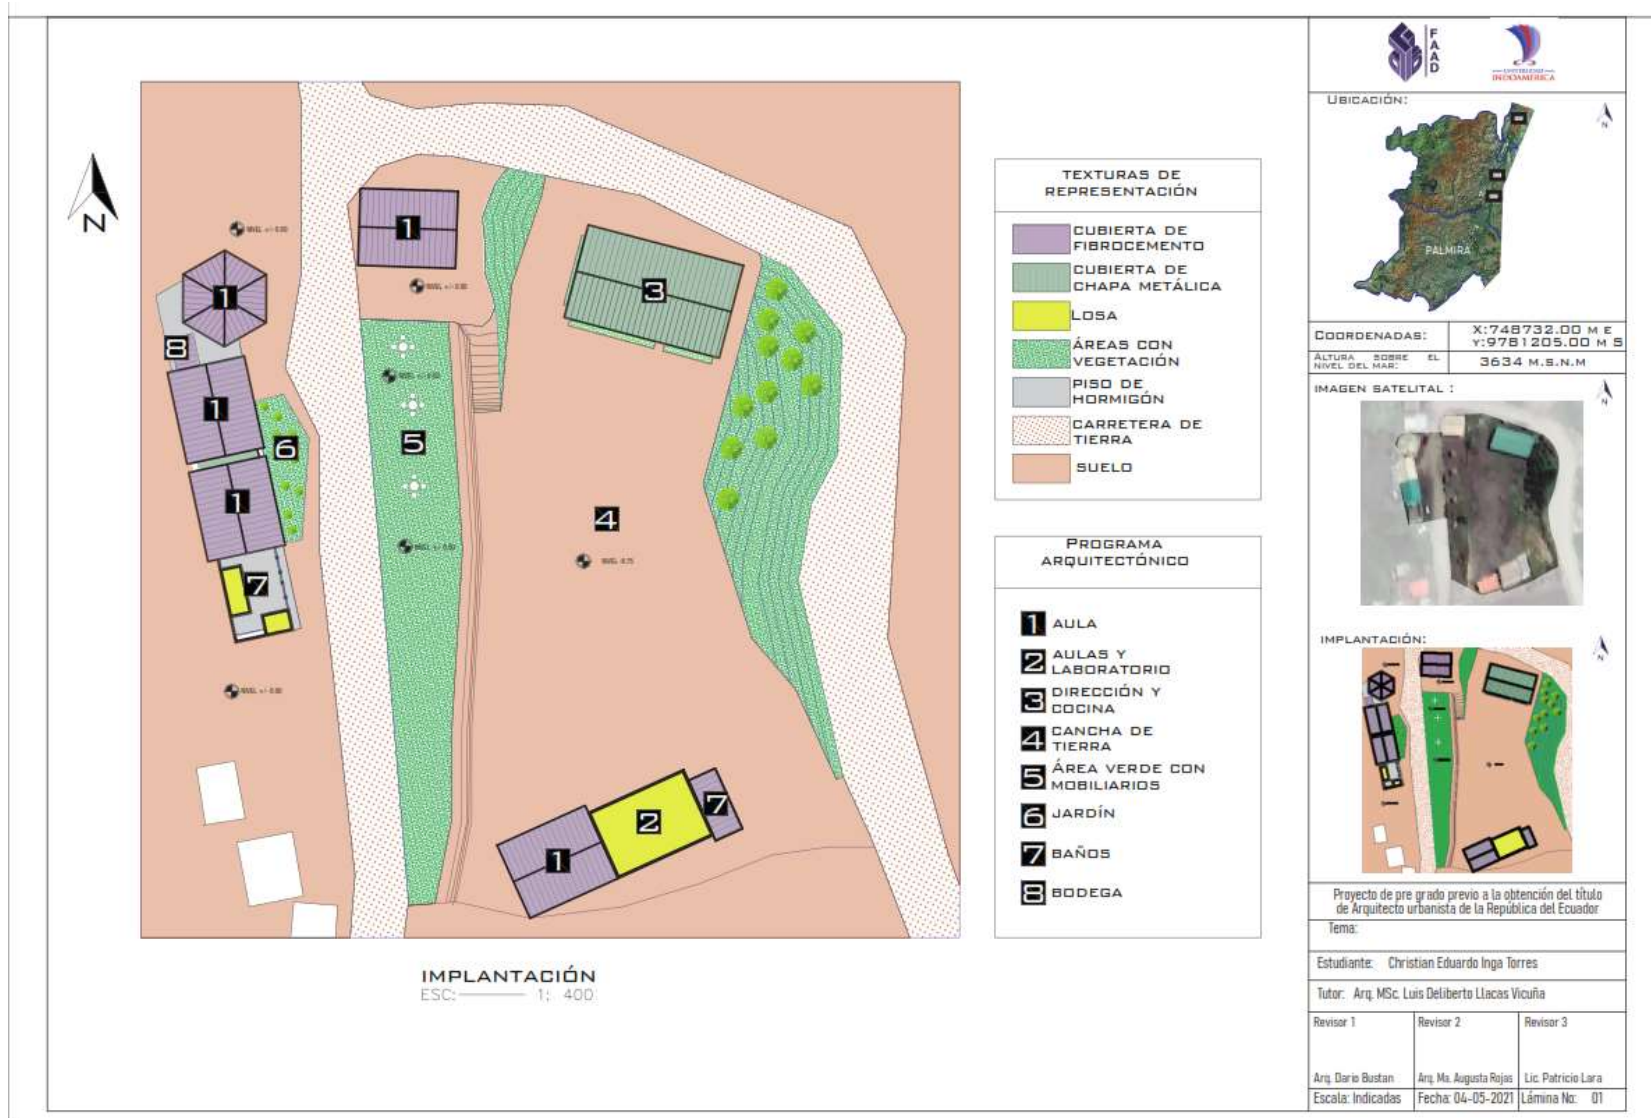 FAAD
UNIVERSIDAD
INDOAMÉRICA
UBICACIÓN:
N
PALMIRA
COORDENADAS:
X:748732.00 M E
Y:9781205.00 M S
ALTURA SOBRE EL
NIVEL DEL MAR:
3634 M.S.N.M
IMAGEN SATELITAL :
N
IMPLANTACIÓN:
N
Proyecto de pre grado previo a la obtención del título
de Arquitecto urbanista de la República del Ecuador
Tema:
Estudiante: Christian Eduardo Inga Torres
Tutor: Arq. MSc. Luis Deliberto Llacas Vicuña
Revisor 1
Revisor 2
Revisor 3
Arq. Dario Bustan
Arq. Ma. Augusta Rojas
Lic. Patricio Lara
Escala: Indicadas
Fecha: 04-05-2021
Lámina No: 01
N
1
1
3
8
1
5
6
1
4
7
7
2
1
TEXTURAS DE
REPRESENTACIÓN
CUBIERTA DE
FIBROCEMENTO
CUBIERTA DE
CHAPA METÁLICA
LOSA
ÁREAS CON
VEGETACIÓN
PISO DE
HORMIGÓN
CARRETERA DE
TIERRA
SUELO
PROGRAMA
ARQUITECTÓNICO
1 AULA
2 AULAS Y
LABORATORIO
3 DIRECCIÓN Y
COCINA
4 CANCHA DE
TIERRA
5 ÁREA VERDE CON
MOBILIARIOS
6 JARDÍN
7 BAÑOS
8 BODEGA
IMPLANTACIÓN
ESC: 1: 400